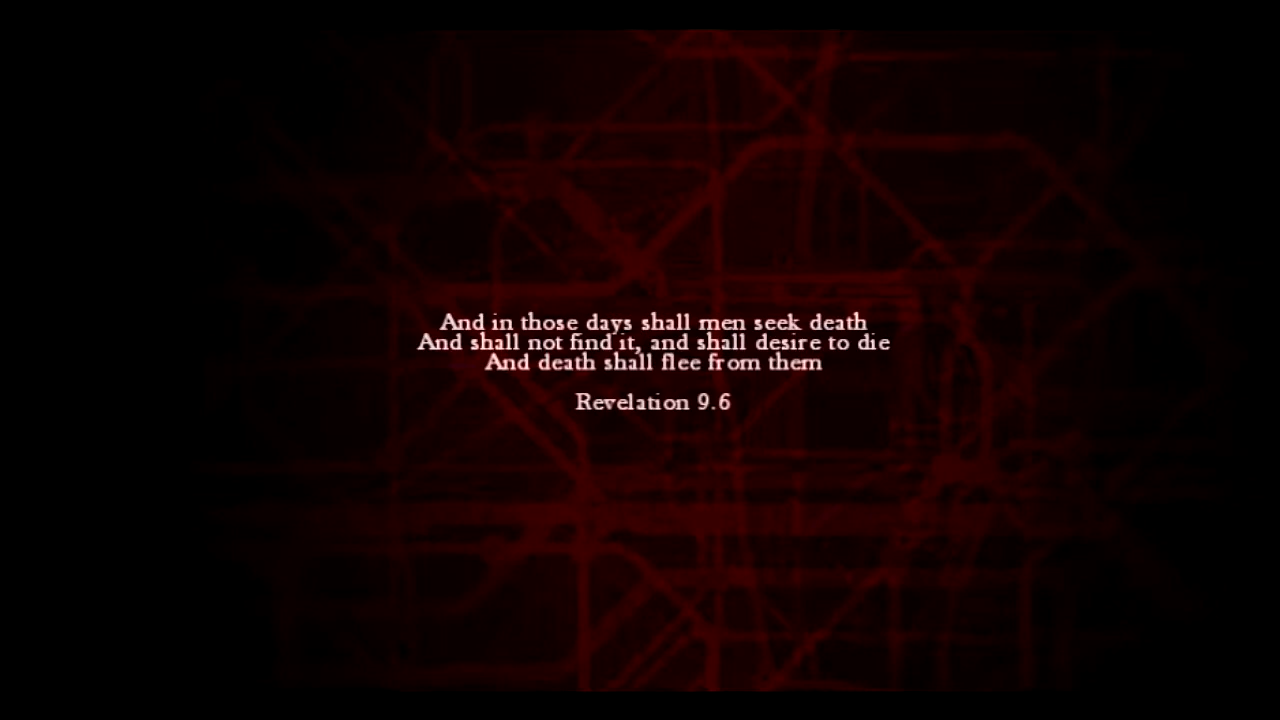 And in those days shall men seek death
And shall not find it, and shall desire to die
And death shall flee from them
Revelation 9.6